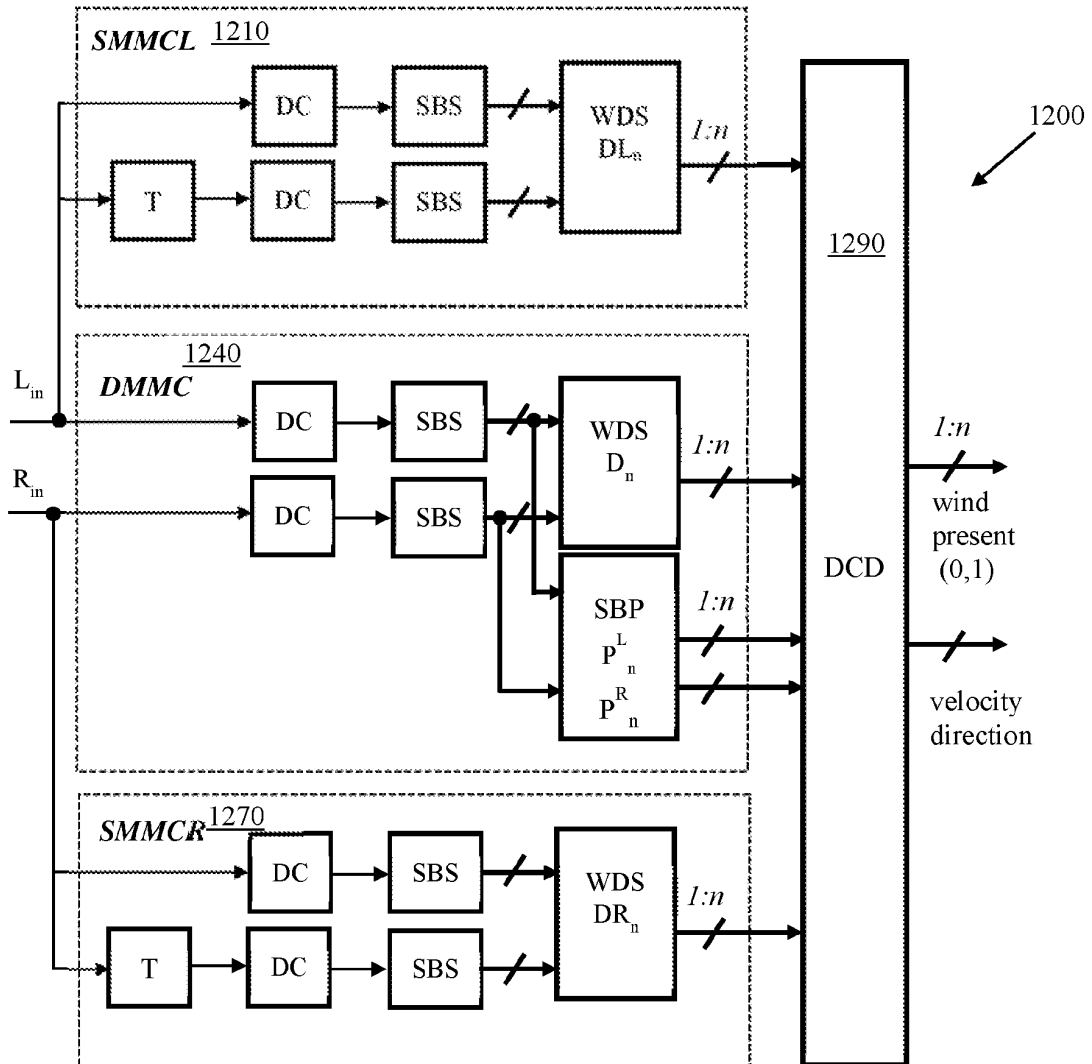 SMMCL 1210
DC SBS
WDS
DLn
1:n
T DC SBS
1200
1290
DCD
Lin
Rin
DMMC 1240
DC SBS
WDS
Dn
1:n
DC SBS
SBP
P^L_n
P^R_n
1:n
1:n
wind
present
(0,1)
velocity
direction
SMMCR 1270
DC SBS
WDS
DRn
1:n
T DC SBS